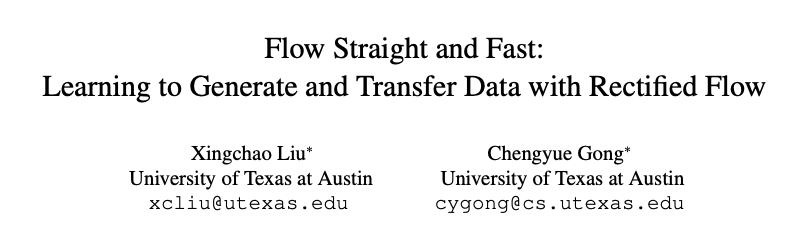 Flow Straight and Fast:
Learning to Generate and Transfer Data with Rectified Flow
Xingchao Liu*
University of Texas at Austin
xcliu@utexas.edu
Chengyue Gong*
University of Texas at Austin
cygong@cs.utexas.edu